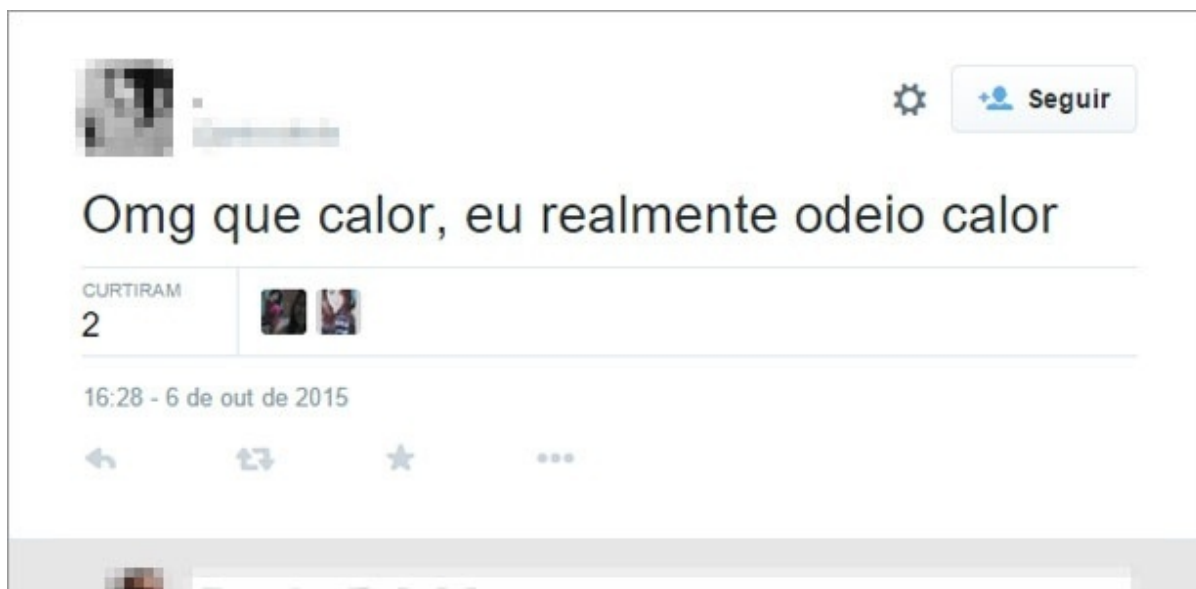 Seguir
Omg que calor, eu realmente odeio calor
CURTIRAM
2
16:28 - 6 de out de 2015